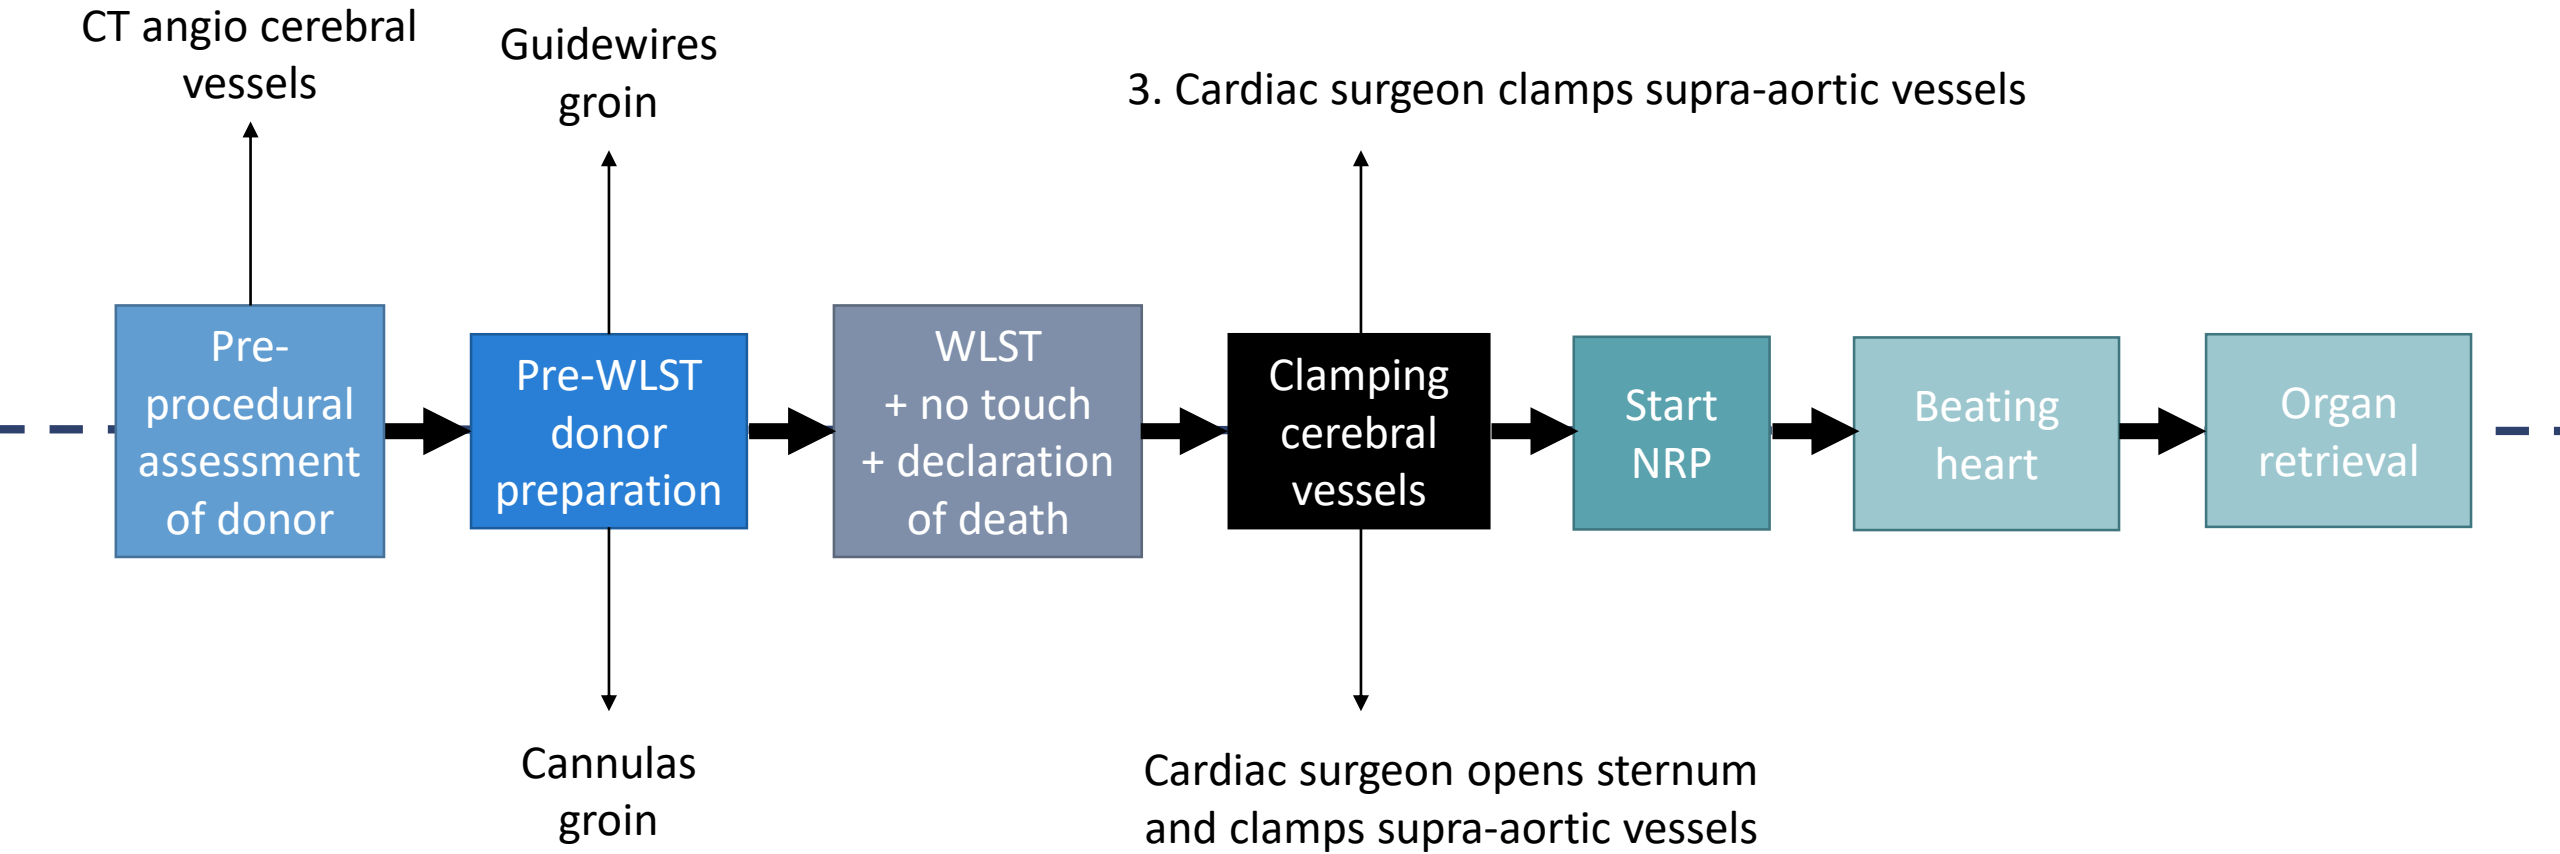 CT angio cerebral
vessels
Guidewires
groin
3. Cardiac surgeon clamps supra-aortic vessels
Pre-
procedural
assessment
of donor
Pre-WLST
donor
preparation
WLST
+ no touch
+ declaration
of death
Clamping
cerebral
vessels
Start
NRP
Beating
heart
Organ
retrieval
Cannulas
groin
Cardiac surgeon opens sternum
and clamps supra-aortic vessels